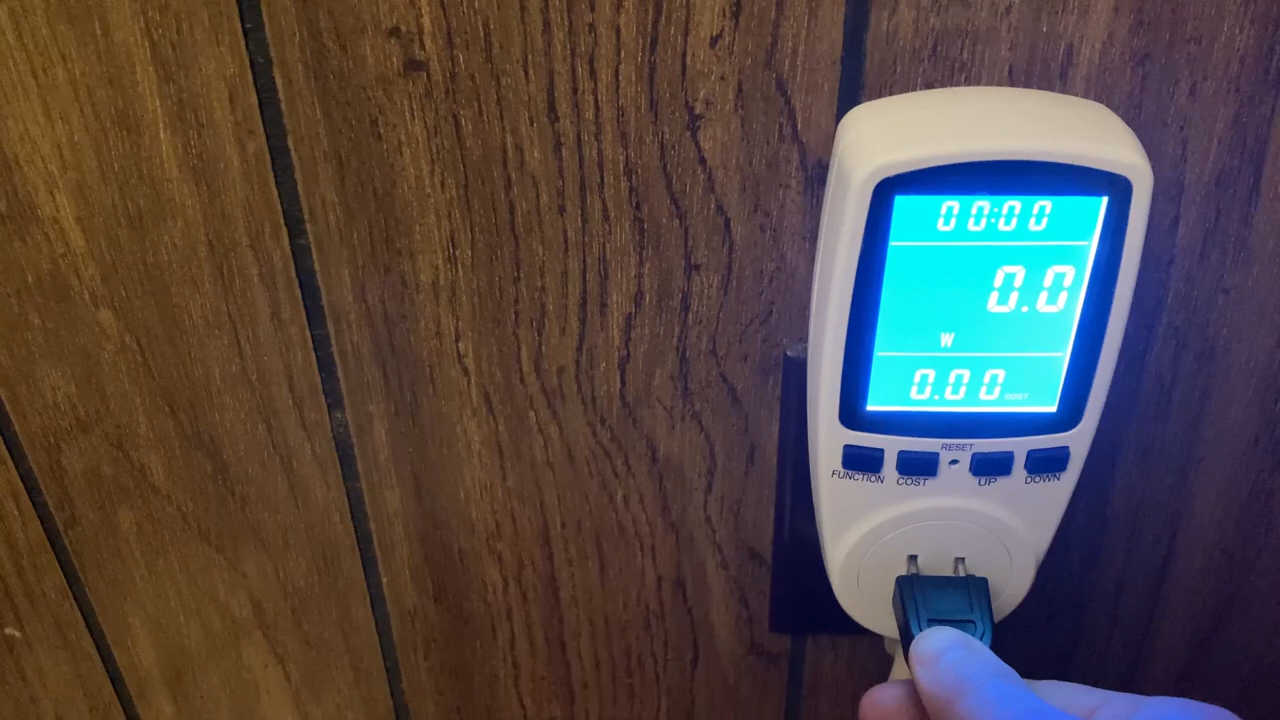 00:00
0.0
W
0.00 COST
RESET
FUNCTION COST UP DOWN